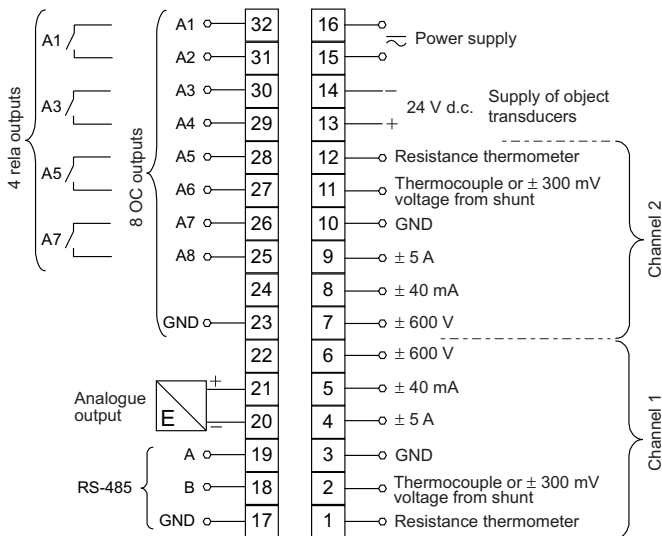 A1 A1 32 16
Power supply
A2 31 15
A3 A3 30 14 –
24 V d.c. Supply of object
transducers
A4 29 13 +
4 rela outputs
8 OC outputs
A5 A5 28 12 Resistance thermometer
A6 27 11 Thermocouple or ± 300 mV
voltage from shunt
A7 A7 26 10 GND
A8 25 9 ± 5 A
24 8 ± 40 mA
GND 23 7 ± 600 V
Channel 2
22 6 ± 600 V
Analogue
output
E
+ 21 5 ± 40 mA
– 20 4 ± 5 A
RS-485
A 19 3 GND
B 18 2 Thermocouple or ± 300 mV
voltage from shunt
GND 17 1 Resistance thermometer
Channel 1